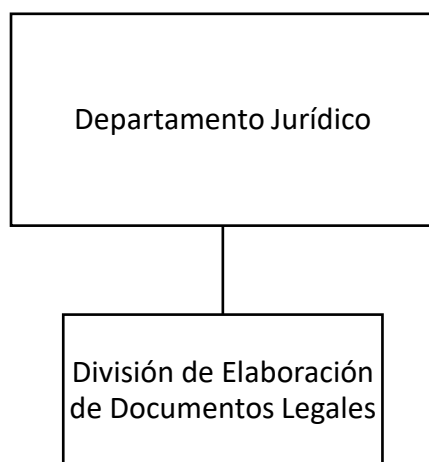 Departamento Jurídico
División de Elaboración
de Documentos Legales